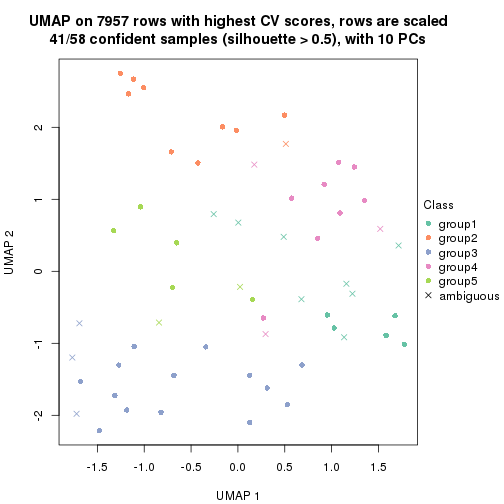 UMAP on 7957 rows with highest CV scores, rows are scaled
41/58 confident samples (silhouette > 0.5), with 10 PCs
UMAP 2
2
1
0
-1
-2
-1.5 -1.0 -0.5 0.0 0.5 1.0 1.5
UMAP 1
Class
group1
group2
group3
group4
group5
ambiguous